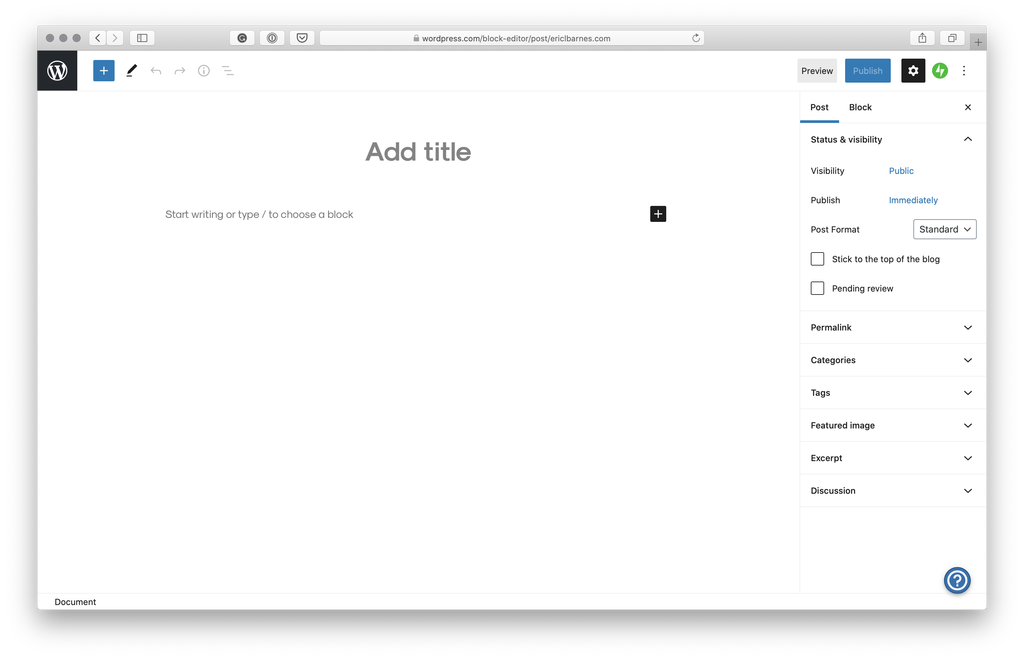 wordpress.com/block-editor/post/ericlbarnes.com
Preview
Publish
Post
Block
Add title
Start writing or type / to choose a block
Status & visibility
Visibility
Public
Publish
Immediately
Post Format
Standard
Stick to the top of the blog
Pending review
Permalink
Categories
Tags
Featured image
Excerpt
Discussion
Document